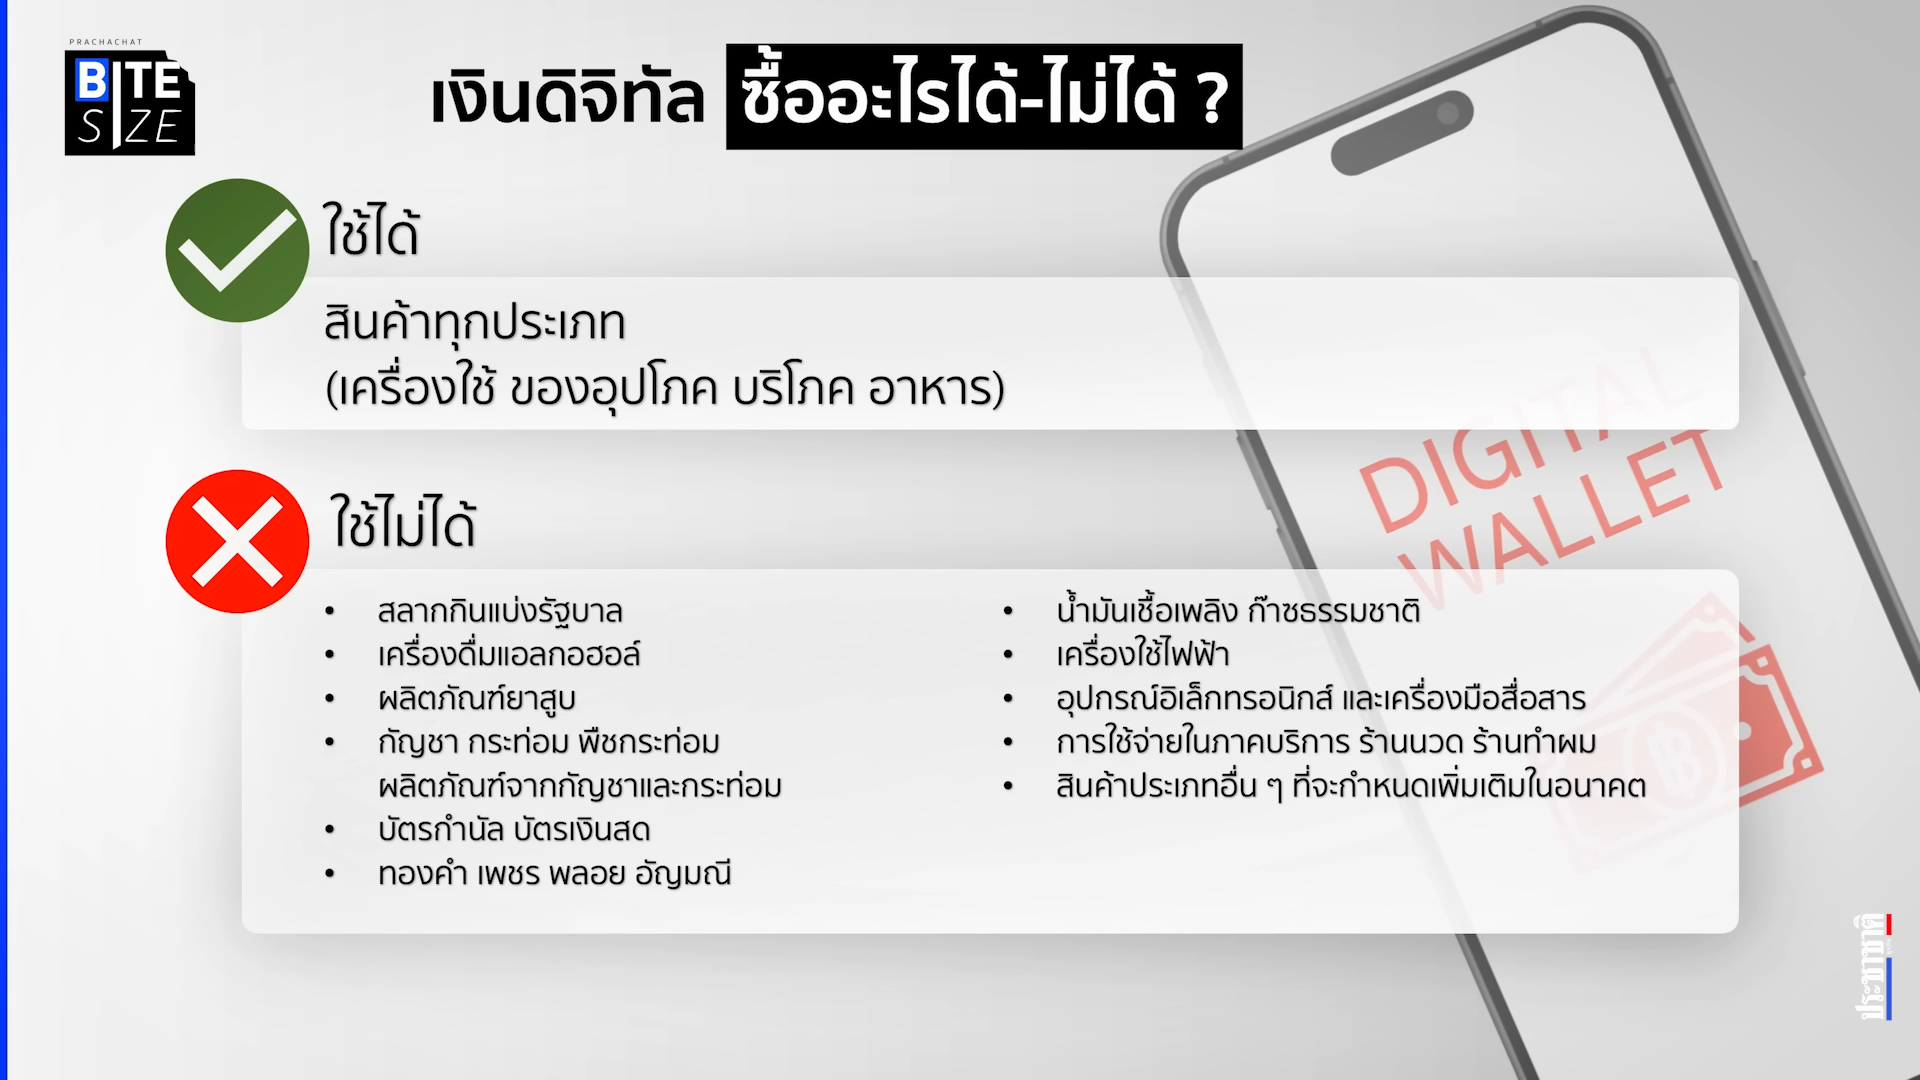 PRACHACHAT
BITE
SIZE
เงินดิจิทัล ซื้ออะไรได้-ไม่ได้ ?
ใช้ได้
สินค้าทุกประเภท
(เครื่องใช้ ของอุปโภค บริโภค อาหาร)
ใช้ไม่ได้
• สลากกินแบ่งรัฐบาล
• เครื่องดื่มแอลกอฮอล์
• ผลิตภัณฑ์ยาสูบ
• กัญชา กระท่อม พืชกระท่อม
ผลิตภัณฑ์จากกัญชาและกระท่อม
• บัตรกำนัล บัตรเงินสด
• ทองคำ เพชร พลอย อัญมณี
• น้ำมันเชื้อเพลิง ก๊าซธรรมชาติ
• เครื่องใช้ไฟฟ้า
• อุปกรณ์อิเล็กทรอนิกส์ และเครื่องมือสื่อสาร
• การใช้จ่ายในภาคบริการ ร้านนวด ร้านทำผม
• สินค้าประเภทอื่น ๆ ที่จะกำหนดเพิ่มเติมในอนาคต
DIGITAL
WALLET
ประชาชาติ